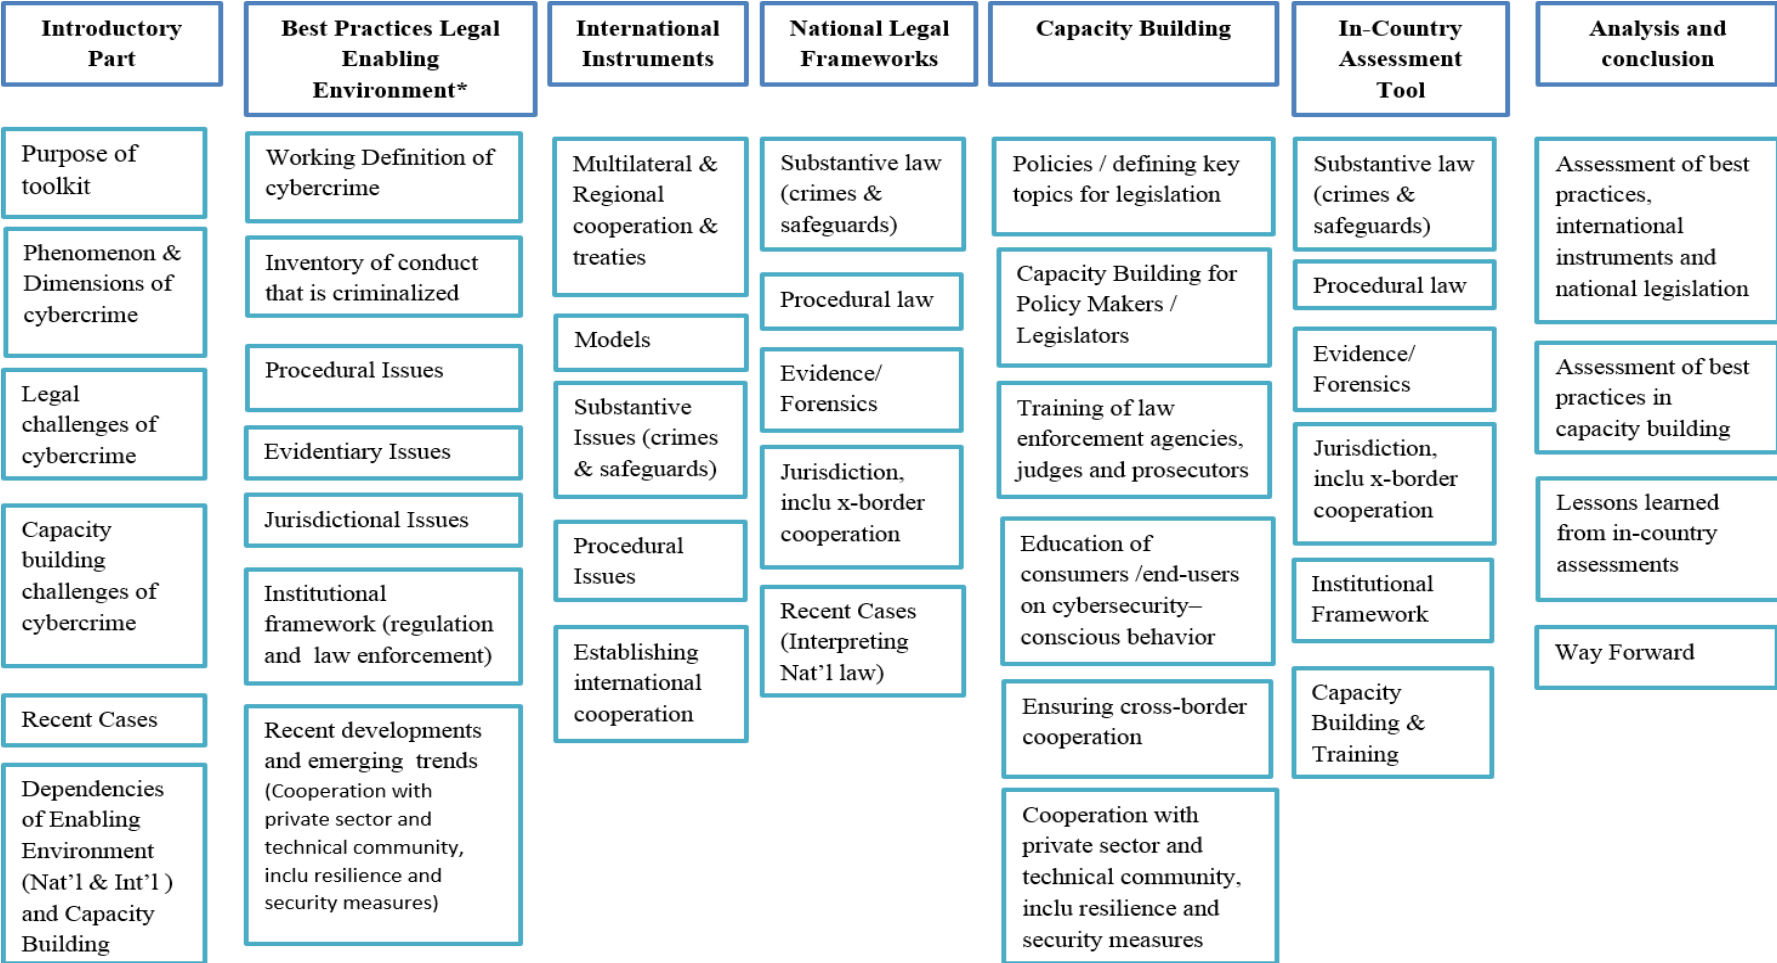 Introductory
Part
Best Practices Legal
Enabling
Environment*
International
Instruments
National Legal
Frameworks
Capacity Building
In-Country
Assessment
Tool
Analysis and
conclusion
Purpose of
toolkit
Phenomenon &
Dimensions of
cybercrime
Legal
challenges of
cybercrime
Capacity
building
challenges of
cybercrime
Recent Cases
Dependencies
of Enabling
Environment
(Nat’l & Int’l )
and Capacity
Building
Working Definition of
cybercrime
Inventory of conduct
that is criminalized
Procedural Issues
Evidentiary Issues
Jurisdictional Issues
Institutional
framework (regulation
and law enforcement)
Recent developments
and emerging trends
(Cooperation with
private sector and
technical community,
inclu resilience and
security measures)
Multilateral &
Regional
cooperation &
treaties
Models
Substantive
Issues (crimes
& safeguards)
Procedural
Issues
Establishing
international
cooperation
Substantive law
(crimes &
safeguards)
Procedural law
Evidence/
Forensics
Jurisdiction,
inclu x-border
cooperation
Recent Cases
(Interpreting
Nat’l law)
Policies / defining key
topics for legislation
Capacity Building for
Policy Makers /
Legislators
Training of law
enforcement agencies,
judges and prosecutors
Education of
consumers /end-users
on cybersecurity–
conscious behavior
Ensuring cross-border
cooperation
Cooperation with
private sector and
technical community,
inclu resilience and
security measures
Substantive law
(crimes &
safeguards)
Procedural law
Evidence/
Forensics
Jurisdiction,
inclu x-border
cooperation
Institutional
Framework
Capacity
Building &
Training
Assessment of best
practices,
international
instruments and
national legislation
Assessment of best
practices in
capacity building
Lessons learned
from in-country
assessments
Way Forward